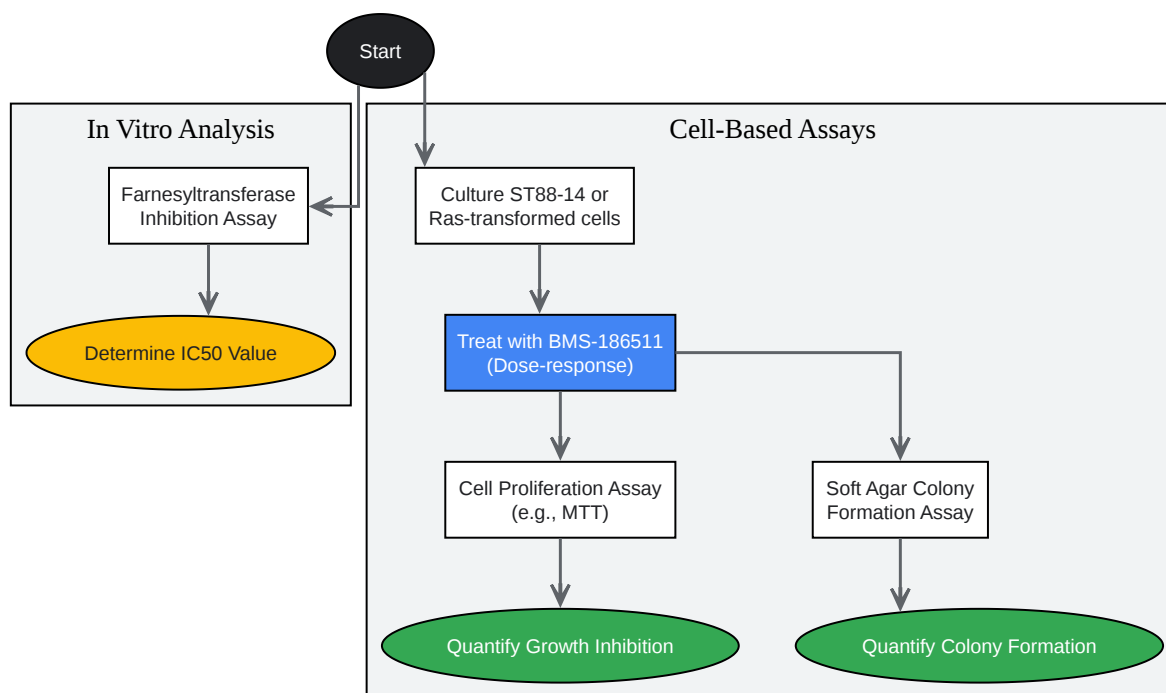 Start
In Vitro Analysis
Cell-Based Assays
Farnesyltransferase
Inhibition Assay
Culture ST88-14 or
Ras-transformed cells
Determine IC50 Value
Treat with BMS-186511
(Dose-response)
Cell Proliferation Assay
(e.g., MTT)
Soft Agar Colony
Formation Assay
Quantify Growth Inhibition
Quantify Colony Formation